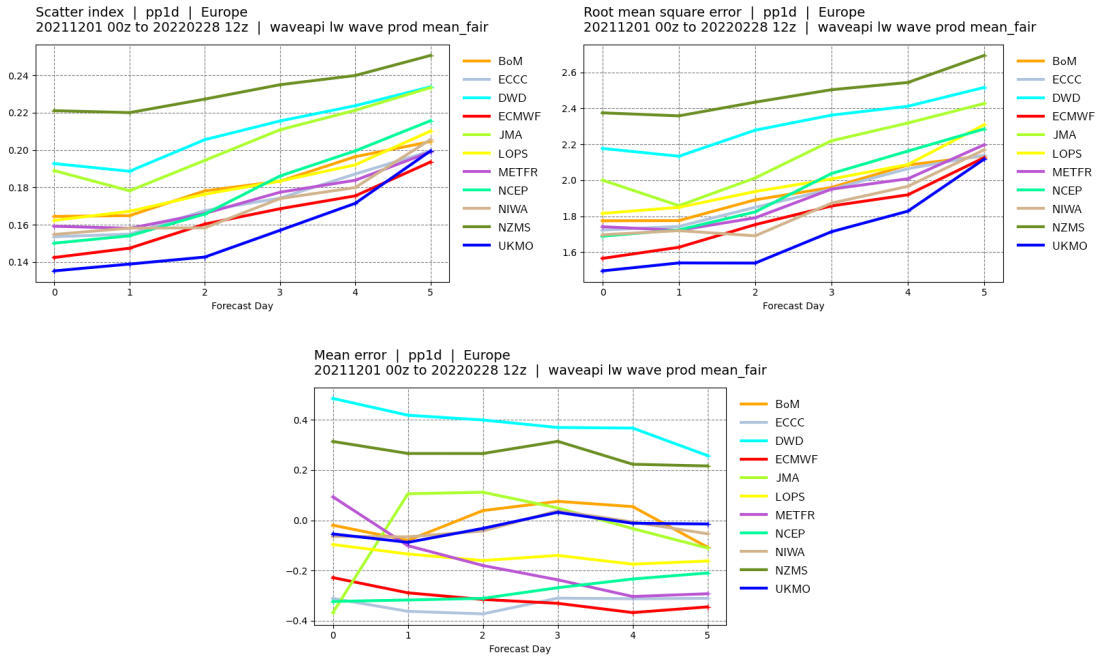 Scatter index | pp1d | Europe
20211201 00z to 20220228 12z | waveapi lw wave prod mean_fair
0.24
0.22
0.20
0.18
0.16
0.14
0 1 2 3 4 5
Forecast Day
BoM
ECCC
DWD
ECMWF
JMA
LOPS
METFR
NCEP
NIWA
NZMS
UKMO
Root mean square error | pp1d | Europe
20211201 00z to 20220228 12z | waveapi lw wave prod mean_fair
2.6
2.4
2.2
2.0
1.8
1.6
0 1 2 3 4 5
Forecast Day
BoM
ECCC
DWD
ECMWF
JMA
LOPS
METFR
NCEP
NIWA
NZMS
UKMO
Mean error | pp1d | Europe
20211201 00z to 20220228 12z | waveapi lw wave prod mean_fair
0.4
0.2
0.0
−0.2
−0.4
0 1 2 3 4 5
Forecast Day
BoM
ECCC
DWD
ECMWF
JMA
LOPS
METFR
NCEP
NIWA
NZMS
UKMO